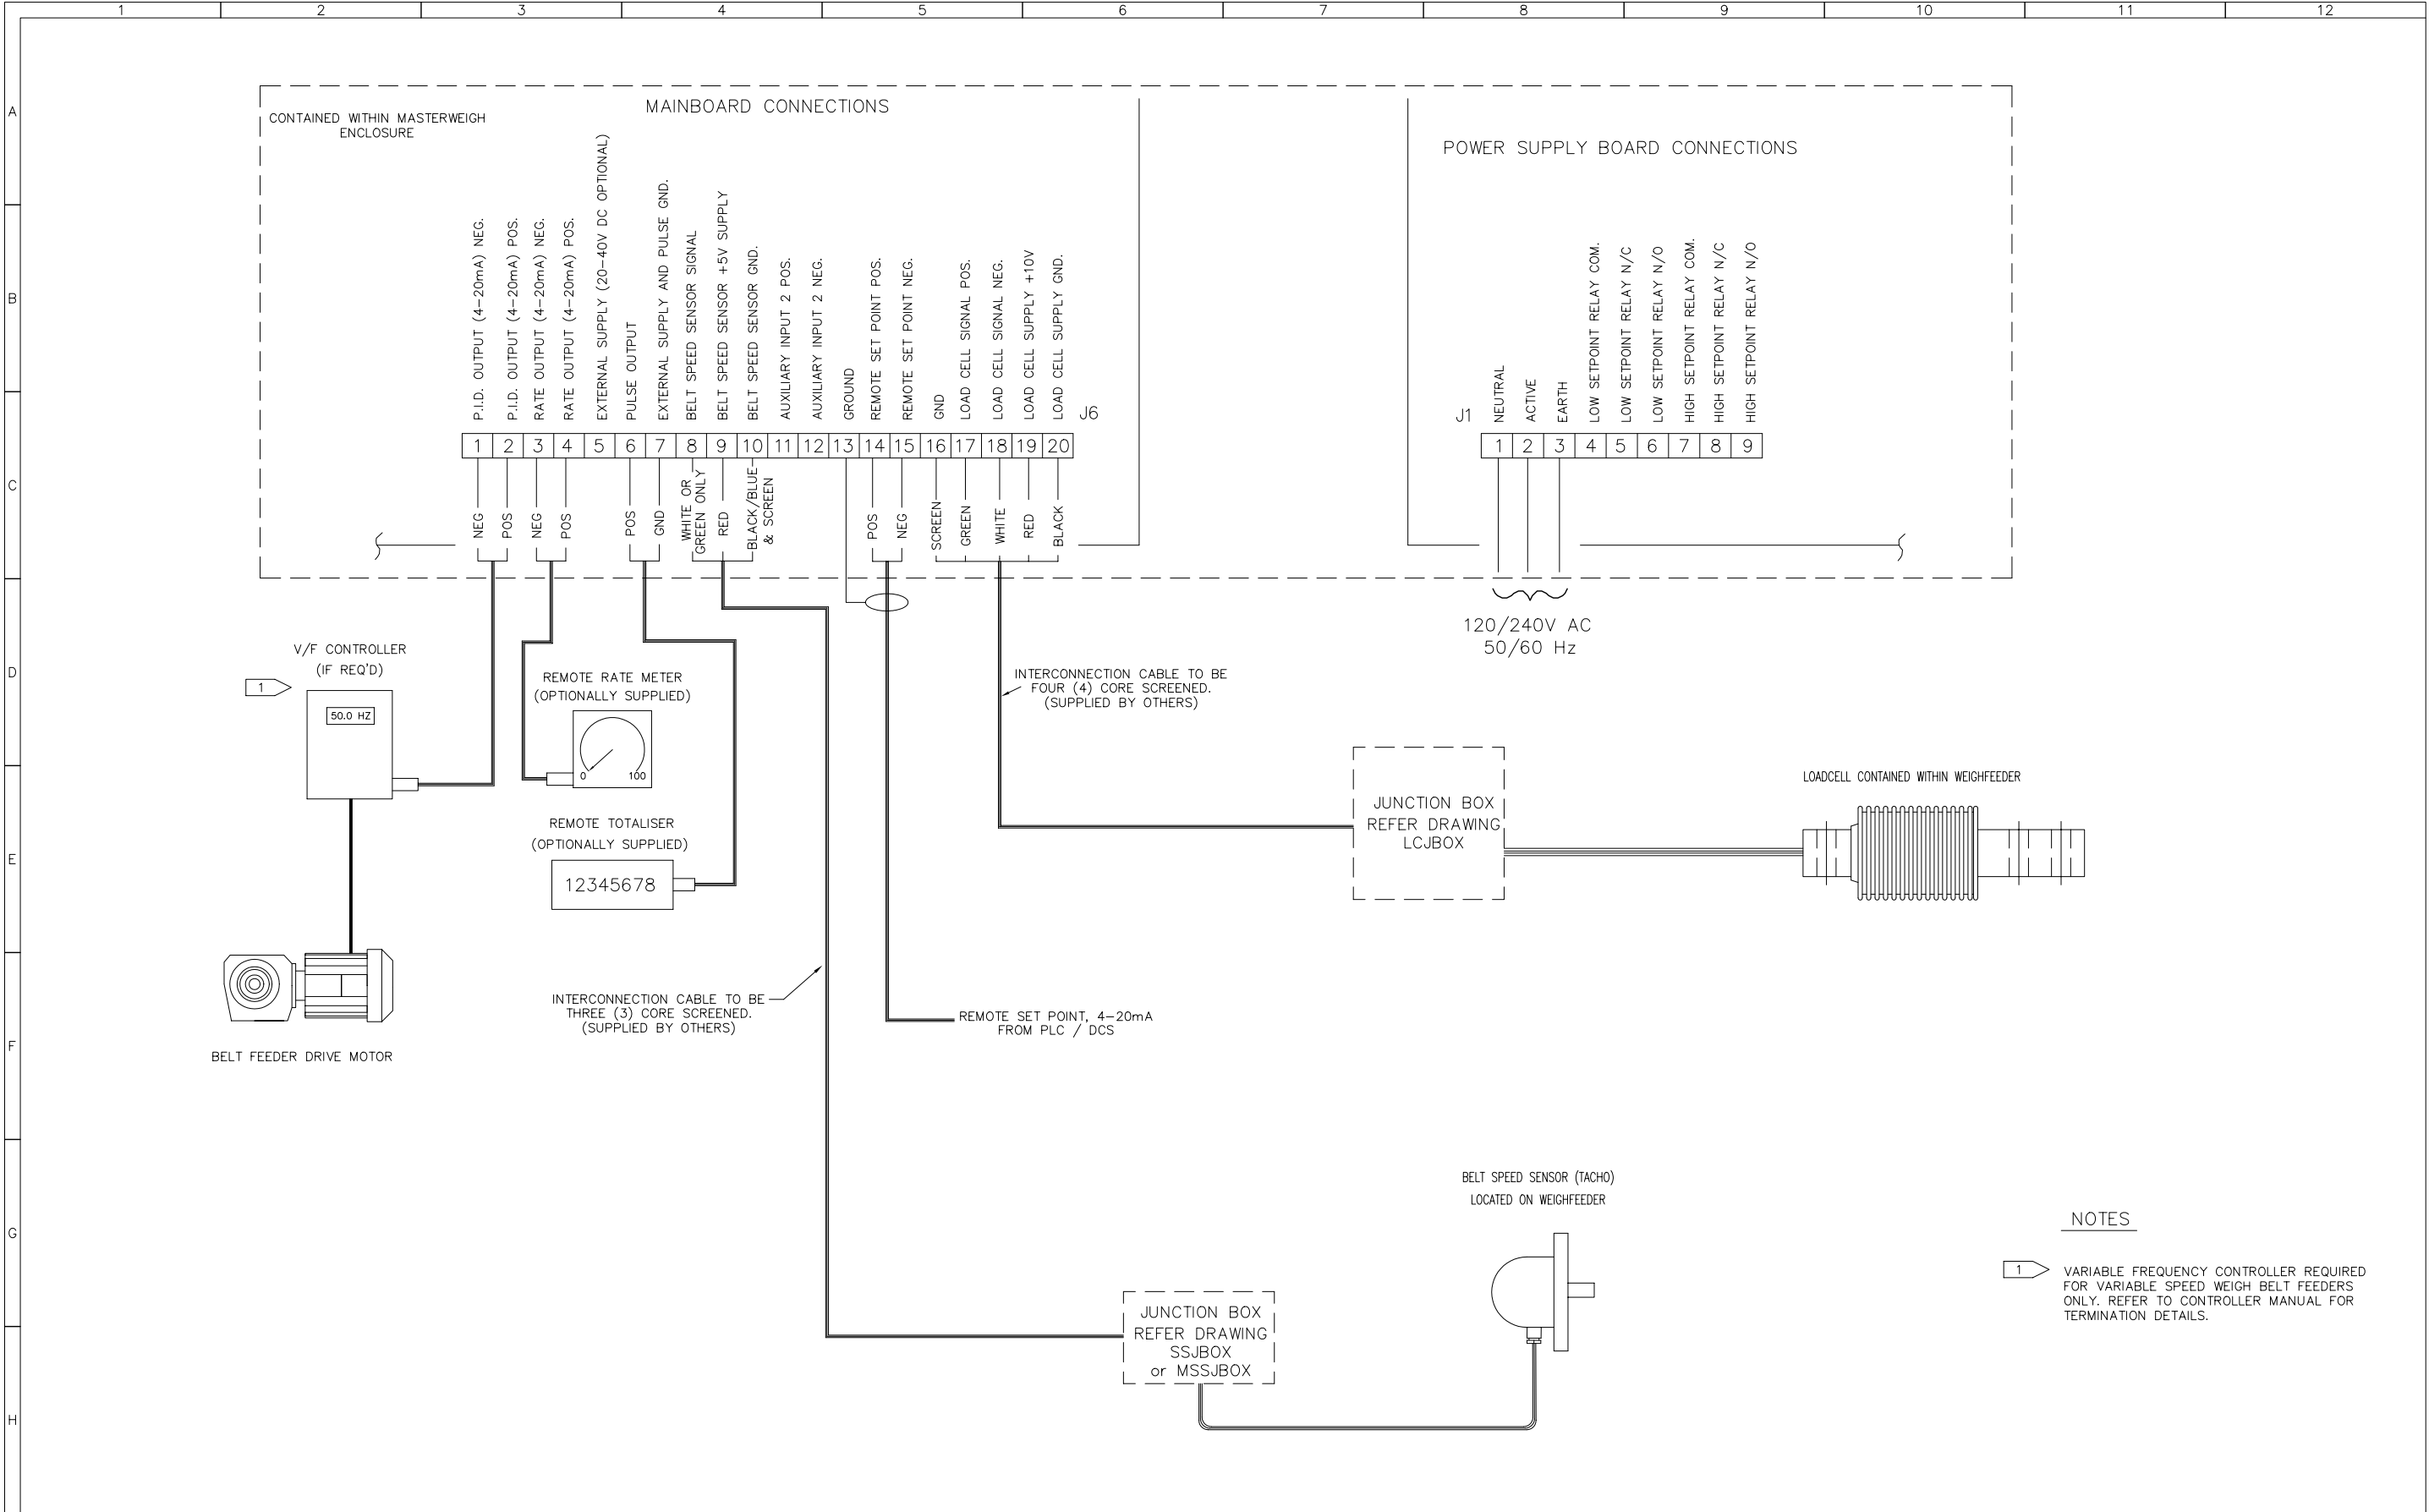 1 2 3 4 5 6 7 8 9 10 11 12
A
B
C
D
E
F
G
H
CONTAINED WITHIN MASTERWEIGH
ENCLOSURE
MAINBOARD CONNECTIONS
P.I.D. OUTPUT (4-20mA) NEG.
P.I.D. OUTPUT (4-20mA) POS.
RATE OUTPUT (4-20mA) NEG.
RATE OUTPUT (4-20mA) POS.
EXTERNAL SUPPLY (20-40V DC OPTIONAL)
PULSE OUTPUT
EXTERNAL SUPPLY AND PULSE GND.
BELT SPEED SENSOR SIGNAL
BELT SPEED SENSOR +5V SUPPLY
BELT SPEED SENSOR GND.
AUXILIARY INPUT 2 POS.
AUXILIARY INPUT 2 NEG.
GROUND
REMOTE SET POINT POS.
REMOTE SET POINT NEG.
GND
LOAD CELL SIGNAL POS.
LOAD CELL SIGNAL NEG.
LOAD CELL SUPPLY +10V
LOAD CELL SUPPLY GND.
J6
1 2 3 4 5 6 7 8 9 10 11 12 13 14 15 16 17 18 19 20
NEG
POS
NEG
POS
POS
GND
WHITE OR
GREEN ONLY
RED
BLACK/BLUE
& SCREEN
POS
NEG
SCREEN
GREEN
WHITE
RED
BLACK
POWER SUPPLY BOARD CONNECTIONS
J1
NEUTRAL
ACTIVE
EARTH
LOW SETPOINT RELAY COM.
LOW SETPOINT RELAY N/C
LOW SETPOINT RELAY N/O
HIGH SETPOINT RELAY COM.
HIGH SETPOINT RELAY N/C
HIGH SETPOINT RELAY N/O
1 2 3 4 5 6 7 8 9
120/240V AC
50/60 Hz
V/F CONTROLLER
(IF REQ'D)
1
50.0 HZ
REMOTE RATE METER
(OPTIONALLY SUPPLIED)
0 100
REMOTE TOTALISER
(OPTIONALLY SUPPLIED)
12345678
INTERCONNECTION CABLE TO BE
FOUR (4) CORE SCREENED.
(SUPPLIED BY OTHERS)
JUNCTION BOX
REFER DRAWING
LCJBOX
LOADCELL CONTAINED WITHIN WEIGHFEEDER
INTERCONNECTION CABLE TO BE
THREE (3) CORE SCREENED.
(SUPPLIED BY OTHERS)
REMOTE SET POINT, 4-20mA
FROM PLC / DCS
BELT FEEDER DRIVE MOTOR
BELT SPEED SENSOR (TACHO)
LOCATED ON WEIGHFEEDER
JUNCTION BOX
REFER DRAWING
SSJBOX
or MSSJBOX
NOTES
1
VARIABLE FREQUENCY CONTROLLER REQUIRED
FOR VARIABLE SPEED WEIGH BELT FEEDERS
ONLY. REFER TO CONTROLLER MANUAL FOR
TERMINATION DETAILS.